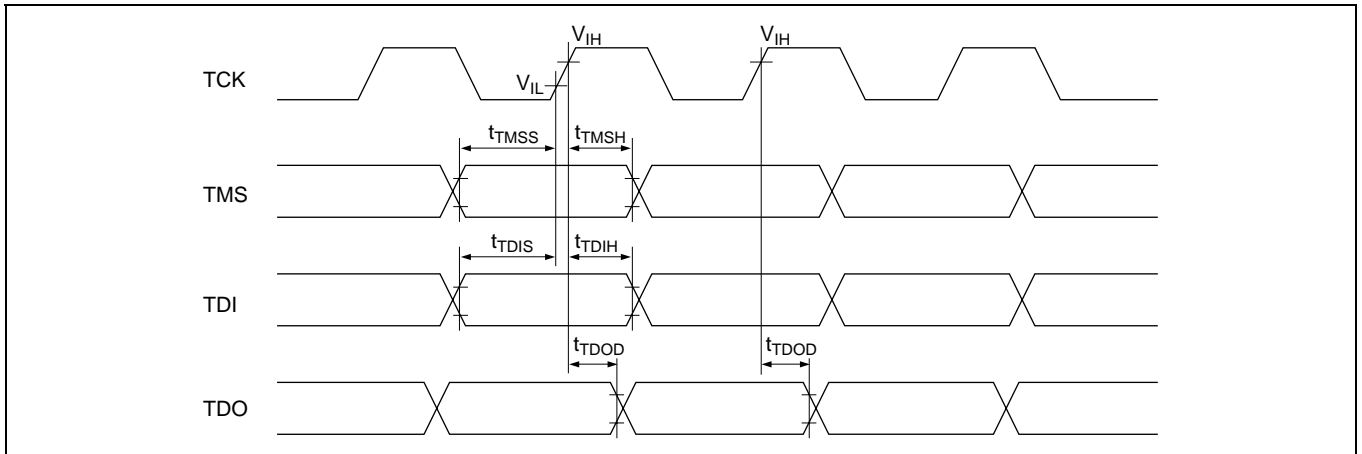 V_IH V_IH
TCK
V_IL
t_TMSS t_TMSH
TMS
t_TDIS t_TDIH
TDI
t_TDOD t_TDOD
TDO